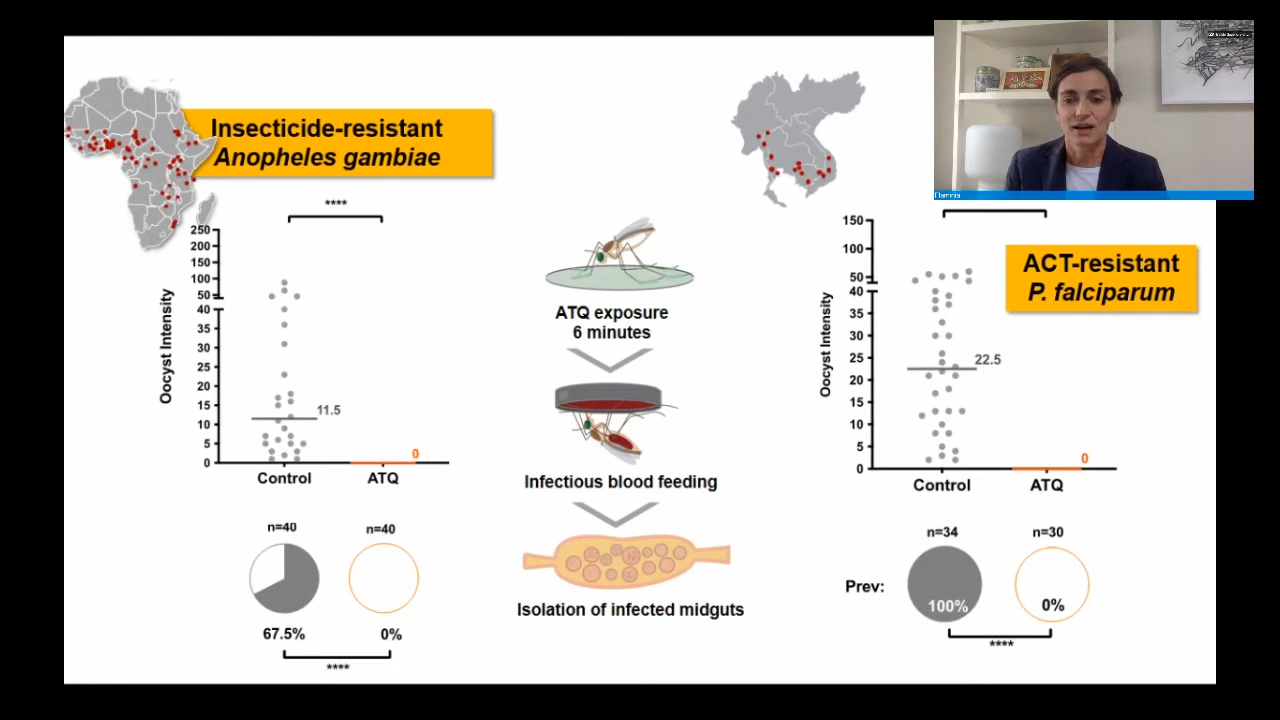 Insecticide-resistant
Anopheles gambiae
****
250
200
150
100
50
40
35
30
25
20
15
10
5
0
Oocyst Intensity
11.5
0
Control
ATQ
n=40
n=40
67.5%
0%
****
ATQ exposure
6 minutes
Infectious blood feeding
Isolation of infected midguts
Flaminia
150
100
50
40
35
30
25
20
15
10
5
0
Oocyst Intensity
ACT-resistant
P. falciparum
22.5
0
Control
ATQ
n=34
n=30
Prev:
100%
0%
****